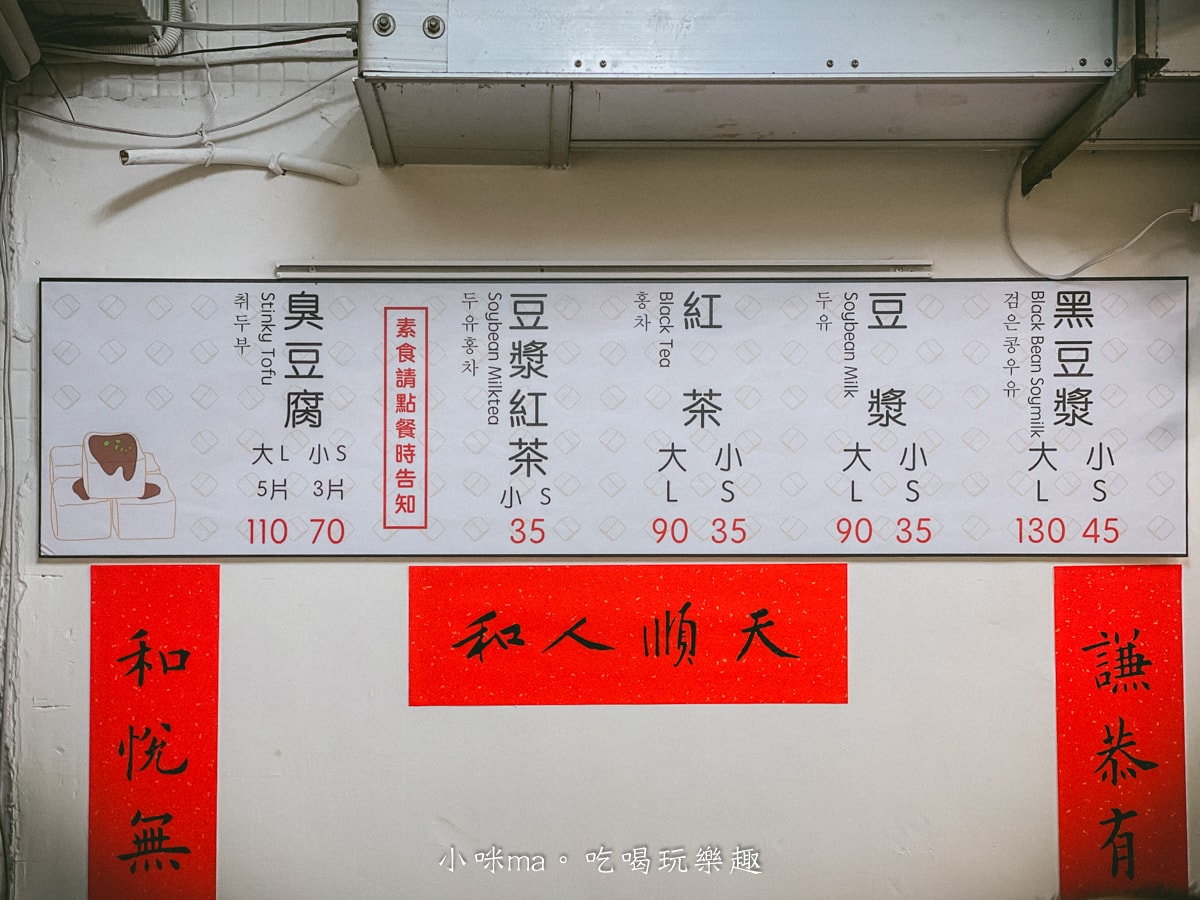 黑豆漿
Black Bean Soymilk
검은콩우유
大 小
L S
130 45
豆漿
Soybean Milk
두유
大 小
L S
90 35
紅茶
Black Tea
홍차
大 小
L S
90 35
豆漿紅茶
Soybean Milktea
두유홍차
小 S
35
素食請點餐時告知
臭豆腐
Stinky Tofu
취두부
大L 小S
5片 3片
110 70
天順人和
謙恭有
和悅無
小咪ma。吃喝玩樂趣